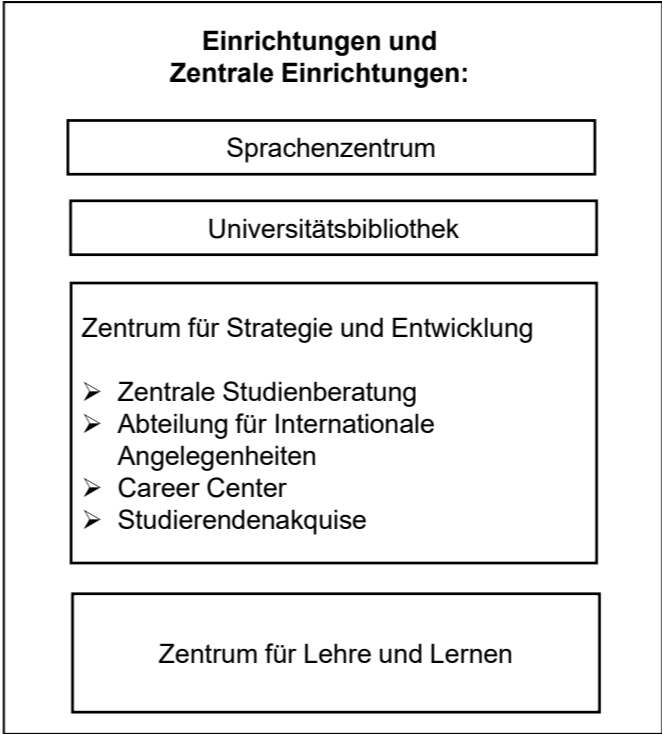 Einrichtungen und
Zentrale Einrichtungen:
Sprachenzentrum
Universitätsbibliothek
Zentrum für Strategie und Entwicklung
➢ Zentrale Studienberatung
➢ Abteilung für Internationale
Angelegenheiten
➢ Career Center
➢ Studierendenakquise
Zentrum für Lehre und Lernen